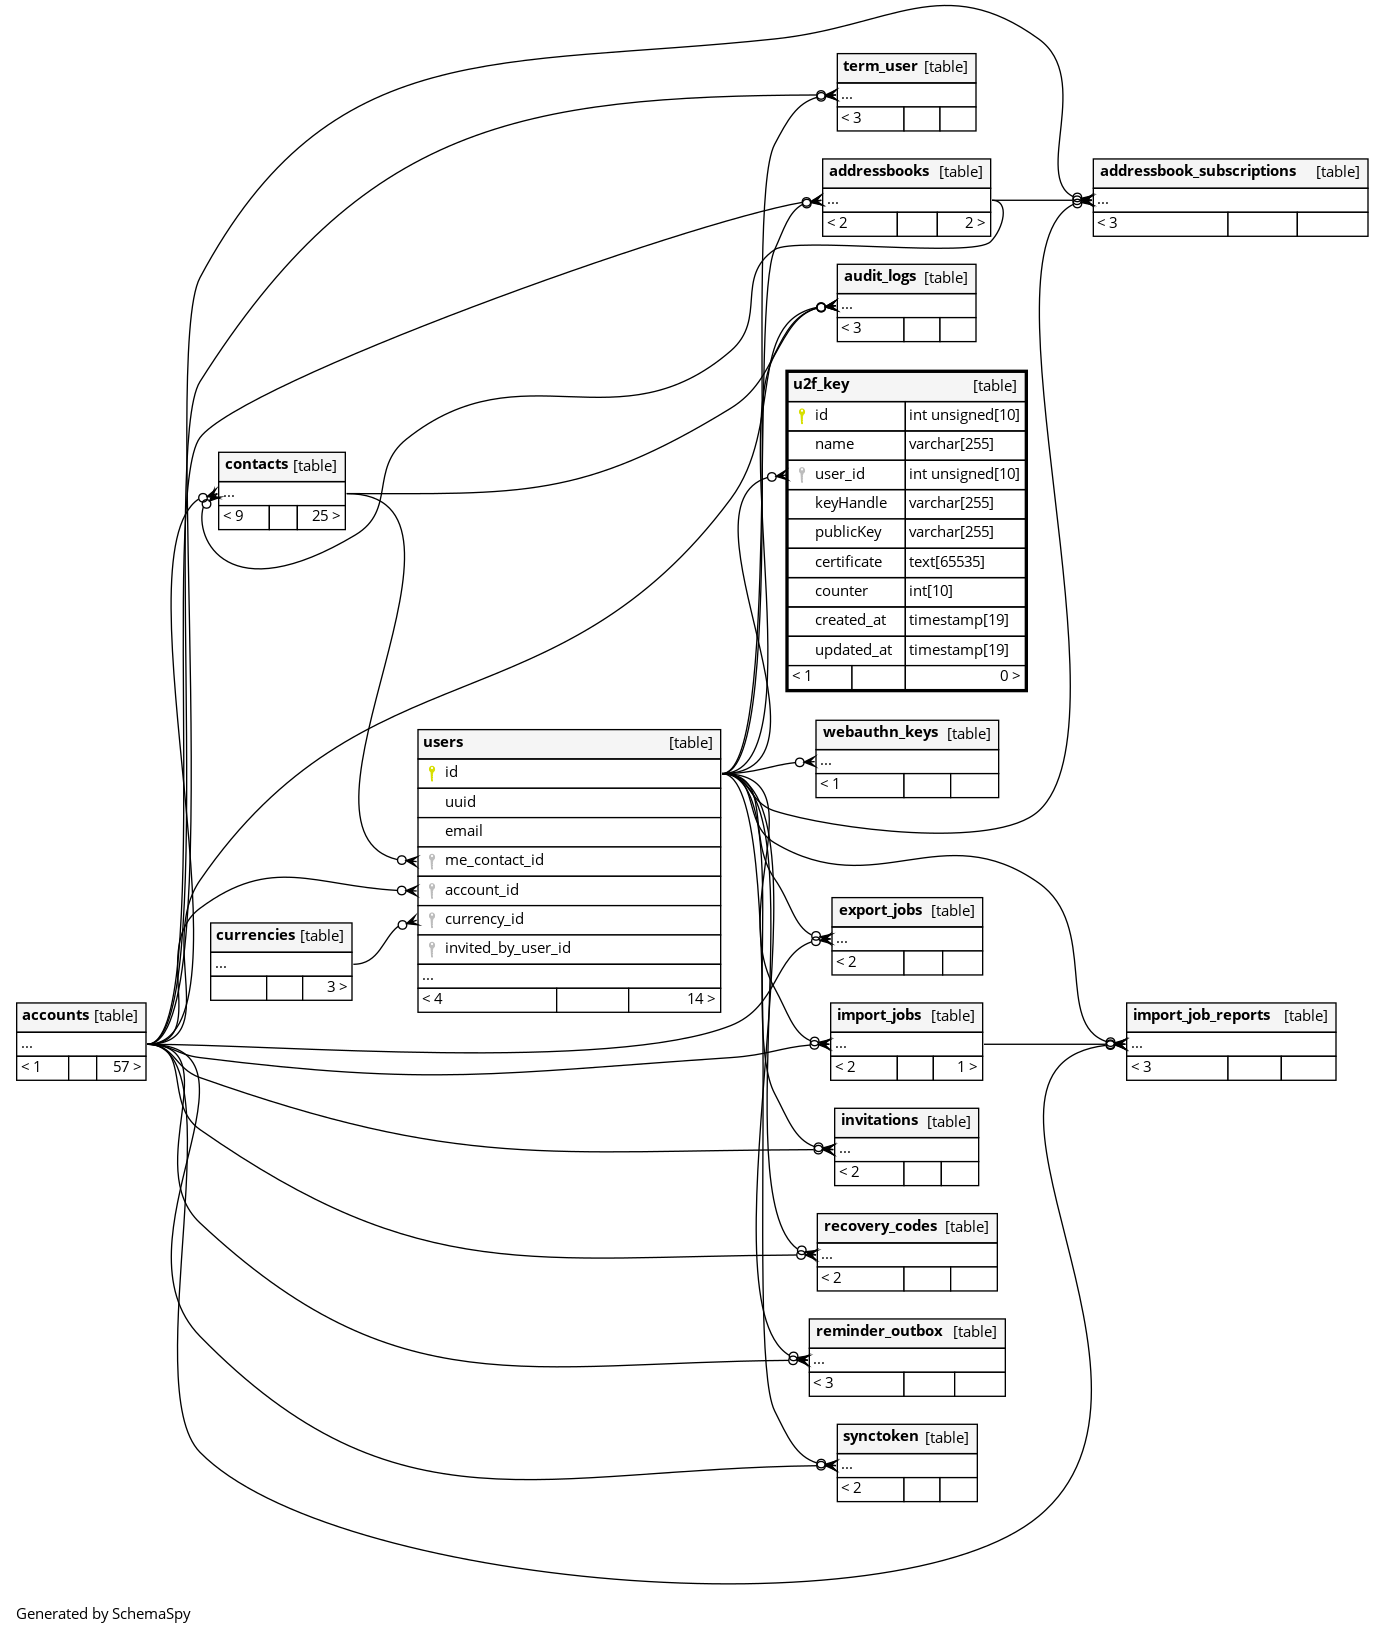 term_user [table]
...
< 3
addressbooks [table]
...
< 2 2 >
addressbook_subscriptions [table]
...
< 3
audit_logs [table]
...
< 3
u2f_key [table]
id int unsigned[10]
name varchar[255]
user_id int unsigned[10]
keyHandle varchar[255]
publicKey varchar[255]
certificate text[65535]
counter int[10]
created_at timestamp[19]
updated_at timestamp[19]
< 1 0 >
contacts [table]
...
< 9 25 >
users [table]
id
uuid
email
me_contact_id
account_id
currency_id
invited_by_user_id
...
< 4 14 >
webauthn_keys [table]
...
< 1
currencies [table]
...
3 >
export_jobs [table]
...
< 2
accounts [table]
...
< 1 57 >
import_jobs [table]
...
< 2 1 >
import_job_reports [table]
...
< 3
invitations [table]
...
< 2
recovery_codes [table]
...
< 2
reminder_outbox [table]
...
< 3
synctoken [table]
...
< 2
Generated by SchemaSpy